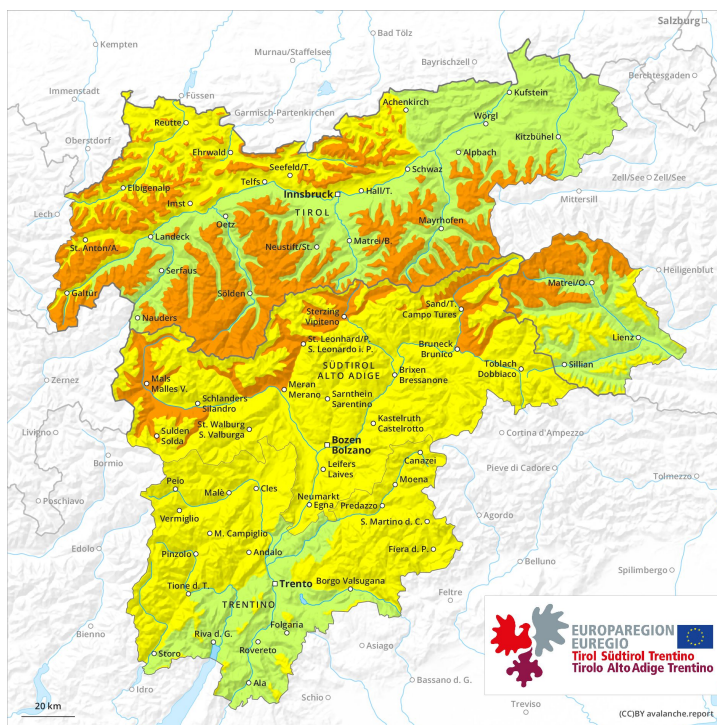 Salzburg
Kempten
Bad Tölz
Murnau/Staffelsee
Bayrischzell
Berchtesgaden
Immenstadt
Füssen
Garmisch-Partenkirchen
Achenkirch
Kufstein
Reutte
Wörgl
Oberstdorf
Ehrwald
Kitzbühel
Seefeld/T.
Alpbach
Telfs
Schwaz
Zell/See
Zell/See
Elbigenalp
Innsbruck
Hall/T.
Mittersill
Lech
Imst
TIROL
Mayrhofen
Oetz
St. Anton/A.
Landeck
Neustift/St.
Matrei/B.
Heiligenblut
Serfaus
Matrei/O.
Galtür
Sölden
Sand/T.
Campo Tures
Nauders
Sterzing
Vipiteno
Lienz
St. Leonhard/P.
S. Leonardo i. P.
Bruneck
Brunico
Toblach
Dobbiaco
Sillian
SÜDTIROL
ALTO ADIGE
Brixen
Bressanone
Zernez
Mals
Malles V.
Meran
Merano
Schlanders
Silandro
Sarnthein
Sarentino
St. Walburg
S. Valburga
Kastelruth
Castelrotto
Livigno
Sulden
Solda
Bozen
Bolzano
Cortina d'Ampezzo
Bormio
Leifers
Laives
Canazei
Pieve di Cadore
Tolmezzo
Poschiavo
Peio
Malè
Cles
Neumarkt
Egna
Moena
Predazzo
Vermiglio
Agordo
S. Martino d. C.
M. Campiglio
Edolo
Pinzolo
Andalo
Fiera d. P.
Belluno
Spilimbergo
Tione d. T.
Trento
Borgo Valsugana
Feltre
TRENTINO
Bienno
Riva d. G.
Folgaria
Storo
Rovereto
Asiago
Idro
Ala
Bassano d. G.
Schio
Treviso
EUROPAREGION
EUREGIO
Tirol Südtirol Trentino
Tirolo Alto Adige Trentino
20 km
(CC)BY avalanche.report